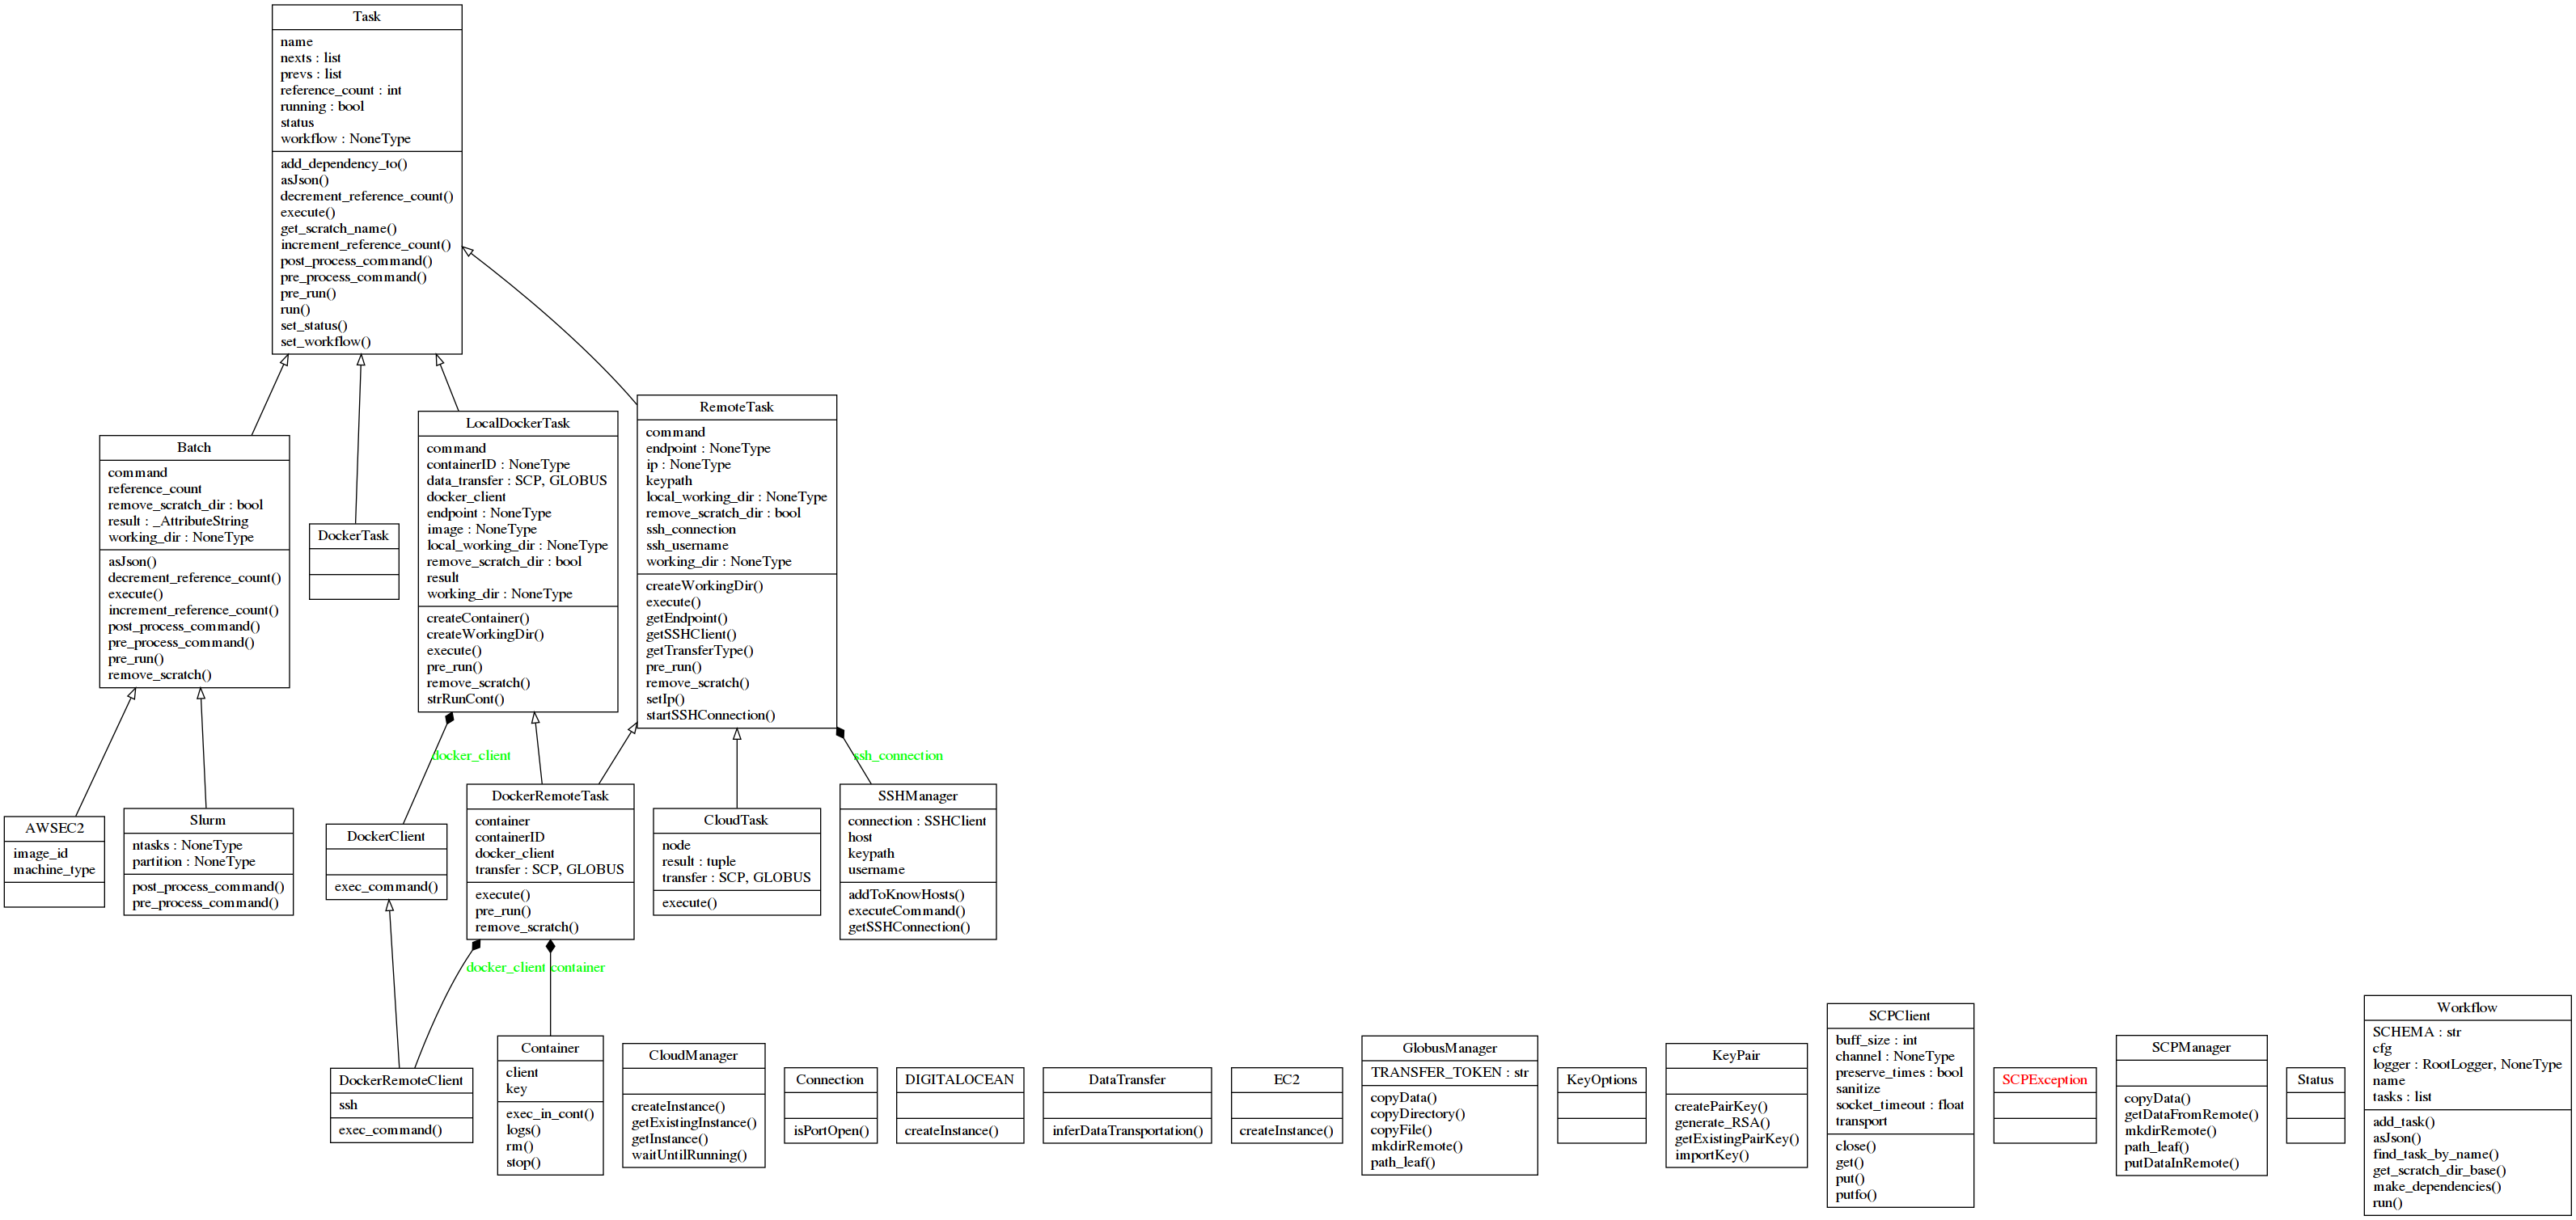 Task
name
nexts : list
prevs : list
reference_count : int
running : bool
status
workflow : NoneType
add_dependency_to()
asJson()
decrement_reference_count()
execute()
get_scratch_name()
increment_reference_count()
post_process_command()
pre_process_command()
pre_run()
run()
set_status()
set_workflow()
Batch
command
reference_count
remove_scratch_dir : bool
result : _AttributeString
working_dir : NoneType
asJson()
decrement_reference_count()
execute()
increment_reference_count()
post_process_command()
pre_process_command()
pre_run()
remove_scratch()
DockerTask
LocalDockerTask
command
containerID : NoneType
data_transfer : SCP, GLOBUS
docker_client
endpoint : NoneType
image : NoneType
local_working_dir : NoneType
remove_scratch_dir : bool
result
working_dir : NoneType
createContainer()
createWorkingDir()
execute()
pre_run()
remove_scratch()
strRunCont()
RemoteTask
command
endpoint : NoneType
ip : NoneType
keypath
local_working_dir : NoneType
remove_scratch_dir : bool
ssh_connection
ssh_username
working_dir : NoneType
createWorkingDir()
execute()
getEndpoint()
getSSHClient()
getTransferType()
pre_run()
remove_scratch()
setIp()
startSSHConnection()
docker_client
ssh_connection
AWSEC2
image_id
machine_type
Slurm
ntasks : NoneType
partition : NoneType
post_process_command()
pre_process_command()
DockerClient
exec_command()
DockerRemoteTask
container
containerID
docker_client
transfer : SCP, GLOBUS
execute()
pre_run()
remove_scratch()
CloudTask
node
result : tuple
transfer : SCP, GLOBUS
execute()
SSHManager
connection : SSHClient
host
keypath
username
addToKnowHosts()
executeCommand()
getSSHConnection()
docker_client
container
DockerRemoteClient
ssh
exec_command()
Container
client
key
exec_in_cont()
logs()
rm()
stop()
CloudManager
createInstance()
getExistingInstance()
getInstance()
waitUntilRunning()
Connection
isPortOpen()
DIGITALOCEAN
createInstance()
DataTransfer
inferDataTransportation()
EC2
createInstance()
GlobusManager
TRANSFER_TOKEN : str
copyData()
copyDirectory()
copyFile()
mkdirRemote()
path_leaf()
KeyOptions
KeyPair
createPairKey()
generate_RSA()
getExistingPairKey()
importKey()
SCPClient
buff_size : int
channel : NoneType
preserve_times : bool
sanitize
socket_timeout : float
transport
close()
get()
put()
putfo()
SCPException
SCPManager
copyData()
getDataFromRemote()
mkdirRemote()
path_leaf()
putDataInRemote()
Status
Workflow
SCHEMA : str
cfg
logger : RootLogger, NoneType
name
tasks : list
add_task()
asJson()
find_task_by_name()
get_scratch_dir_base()
make_dependencies()
run()